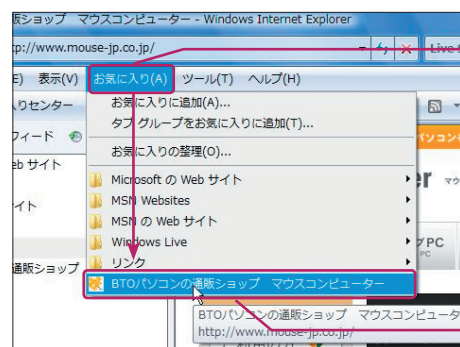 販ショップ マウスコンピューター - Windows Internet Explorer
tp://www.mouse-jp.co.jp/
Live
E) 表示(V) お気に入り(A) ツール(T) ヘルプ(H)
りセンター
お気に入りに追加(A)...
タブ グループをお気に入りに追加(T)...
フィード
お気に入りの整理(O)...
eb サイト
Microsoft の Web サイト
MSN Websites
イト
MSN の Web サイト
Windows Live
PC
PC
リンク
通販ショップ
BTOパソコンの通販ショップ マウスコンピューター
BTOパソコンの通販ショップ マウスコンピュータ
http://www.mouse-jp.co.jp/